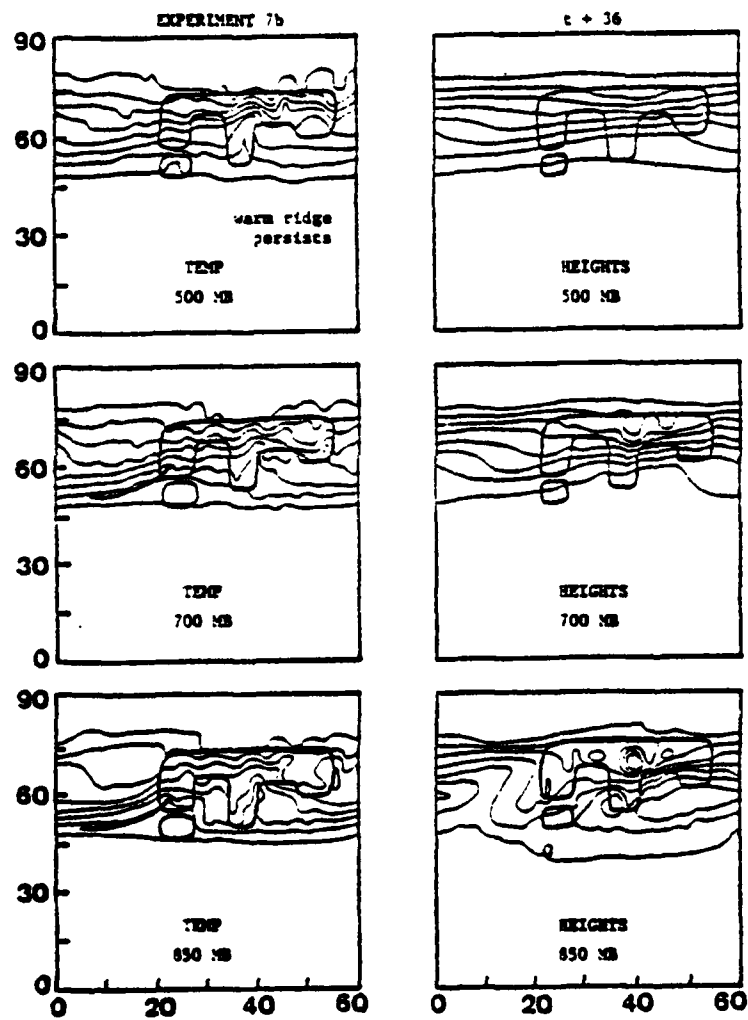 EXPERIMENT 7b
t + 36
90
60
30
0
warm ridge
persists
TEMP
500 MB
HEIGHTS
500 MB
90
60
30
0
TEMP
700 MB
HEIGHTS
700 MB
90
60
30
0
TEMP
850 MB
HEIGHTS
850 MB
0 20 40 60
0 20 40 60